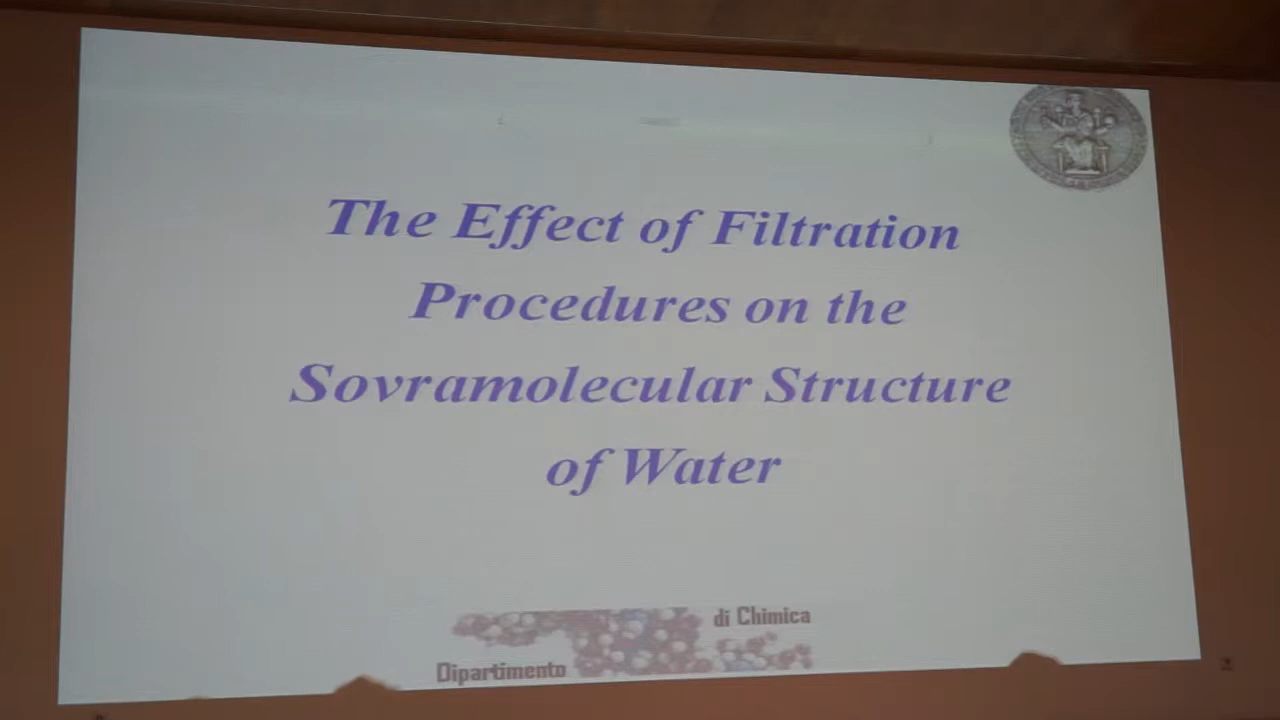 The Effect of Filtration
Procedures on the
Sovramolecular Structure
of Water
di Chimica
Dipartimento